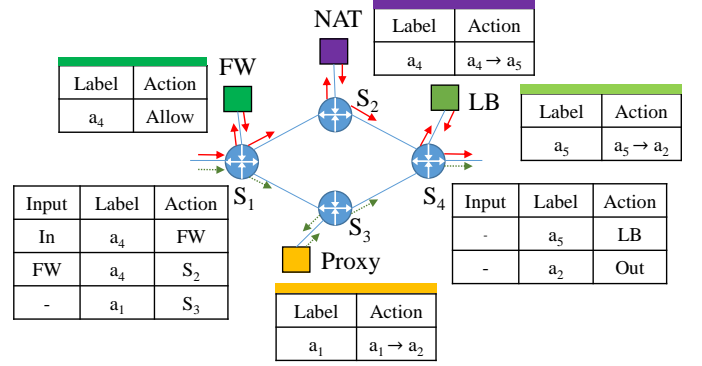 NAT
Label Action
a₄ a₄ → a₅
FW
Label Action
a₄ Allow
S₂
LB
Label Action
a₅ a₅ → a₂
S₁
S₄
S₃
Input Label Action
In a₄ FW
FW a₄ S₂
- a₁ S₃
Input Label Action
- a₅ LB
- a₂ Out
Proxy
Label Action
a₁ a₁ → a₂